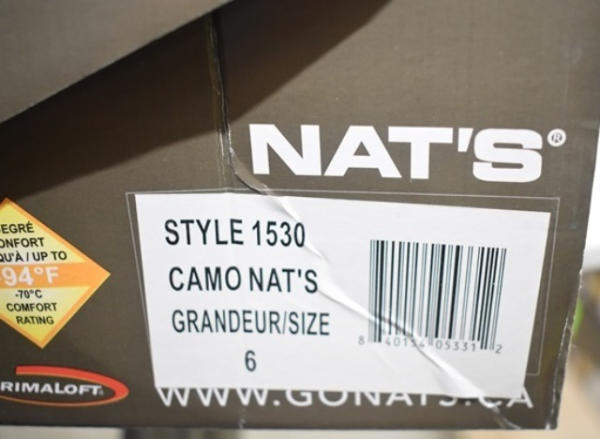 NAT'S®
STYLE 1530
CAMO NAT'S
GRANDEUR/SIZE
6
8 40154 05331 2
EGRÉ
ONFORT
QU'À / UP TO
-94°F
-70°C
COMFORT
RATING
RIMALOFT
WWW.GONATS.CA